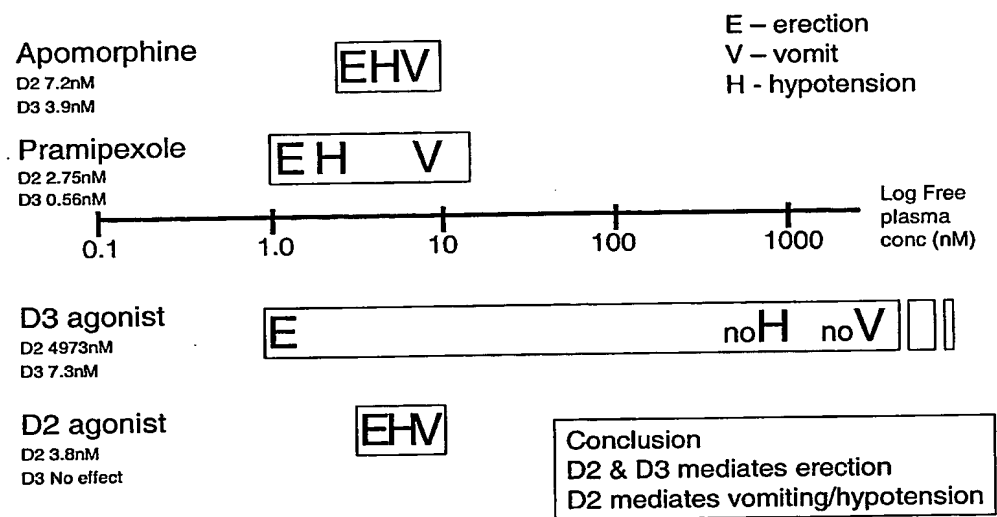 Apomorphine
D2 7.2nM
D3 3.9nM
EHV
E – erection
V – vomit
H - hypotension
Pramipexole
D2 2.75nM
D3 0.56nM
E H V
0.1 1.0 10 100 1000
Log Free
plasma
conc (nM)
D3 agonist
D2 4973nM
D3 7.3nM
E noH noV
D2 agonist
D2 3.8nM
D3 No effect
EHV
Conclusion
D2 & D3 mediates erection
D2 mediates vomiting/hypotension